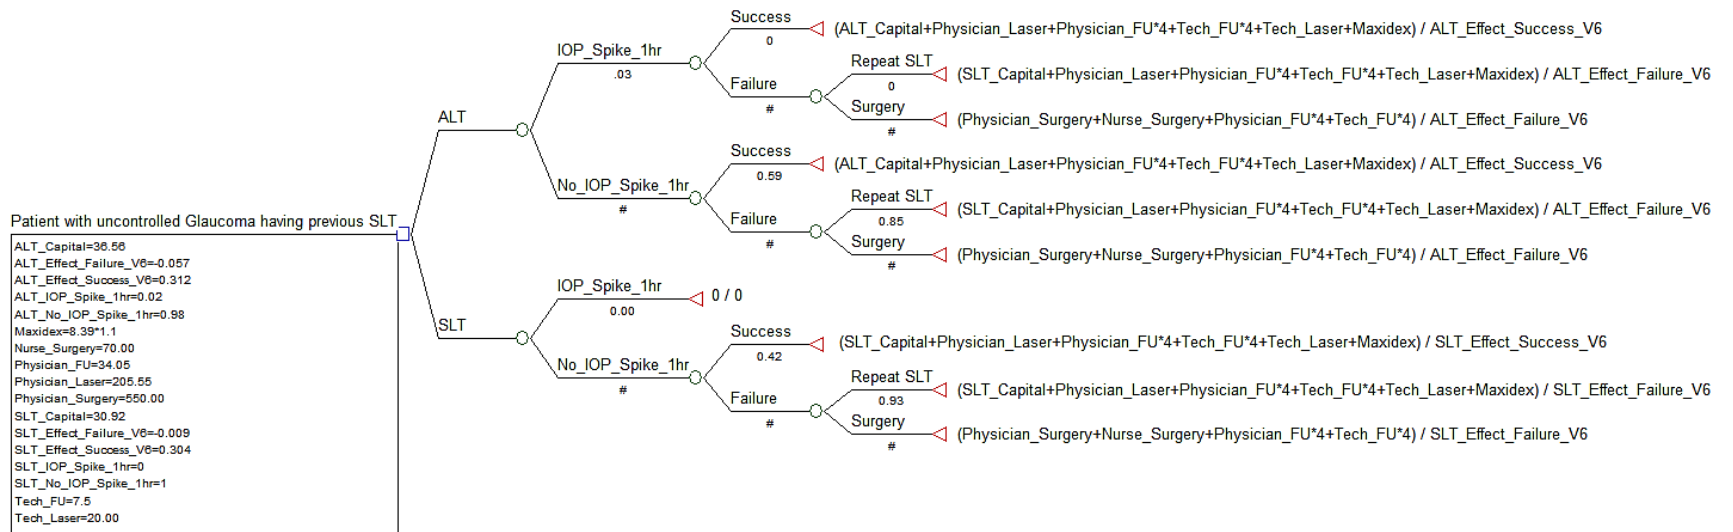 Success
0
(ALT_Capital+Physician_Laser+Physician_FU*4+Tech_FU*4+Tech_Laser+Maxidex) / ALT_Effect_Success_V6
IOP_Spike_1hr
.03
Repeat SLT
0
(SLT_Capital+Physician_Laser+Physician_FU*4+Tech_FU*4+Tech_Laser+Maxidex) / ALT_Effect_Failure_V6
Failure
#
Surgery
#
(Physician_Surgery+Nurse_Surgery+Physician_FU*4+Tech_FU*4) / ALT_Effect_Failure_V6
ALT
Success
0.59
(ALT_Capital+Physician_Laser+Physician_FU*4+Tech_FU*4+Tech_Laser+Maxidex) / ALT_Effect_Success_V6
No_IOP_Spike_1hr
#
Repeat SLT
0.85
(SLT_Capital+Physician_Laser+Physician_FU*4+Tech_FU*4+Tech_Laser+Maxidex) / ALT_Effect_Failure_V6
Failure
#
Surgery
#
(Physician_Surgery+Nurse_Surgery+Physician_FU*4+Tech_FU*4) / ALT_Effect_Failure_V6
Patient with uncontrolled Glaucoma having previous SLT
ALT_Capital=36.56
ALT_Effect_Failure_V6=-0.057
ALT_Effect_Success_V6=0.312
ALT_IOP_Spike_1hr=0.02
ALT_No_IOP_Spike_1hr=0.98
Maxidex=8.39*1.1
Nurse_Surgery=70.00
Physician_FU=34.05
Physician_Laser=205.55
Physician_Surgery=550.00
SLT_Capital=30.92
SLT_Effect_Failure_V6=-0.009
SLT_Effect_Success_V6=0.304
SLT_IOP_Spike_1hr=0
SLT_No_IOP_Spike_1hr=1
Tech_FU=7.5
Tech_Laser=20.00
IOP_Spike_1hr
0.00
0 / 0
SLT
Success
0.42
(SLT_Capital+Physician_Laser+Physician_FU*4+Tech_FU*4+Tech_Laser+Maxidex) / SLT_Effect_Success_V6
No_IOP_Spike_1hr
#
Repeat SLT
0.93
(SLT_Capital+Physician_Laser+Physician_FU*4+Tech_FU*4+Tech_Laser+Maxidex) / SLT_Effect_Failure_V6
Failure
#
Surgery
#
(Physician_Surgery+Nurse_Surgery+Physician_FU*4+Tech_FU*4) / SLT_Effect_Failure_V6